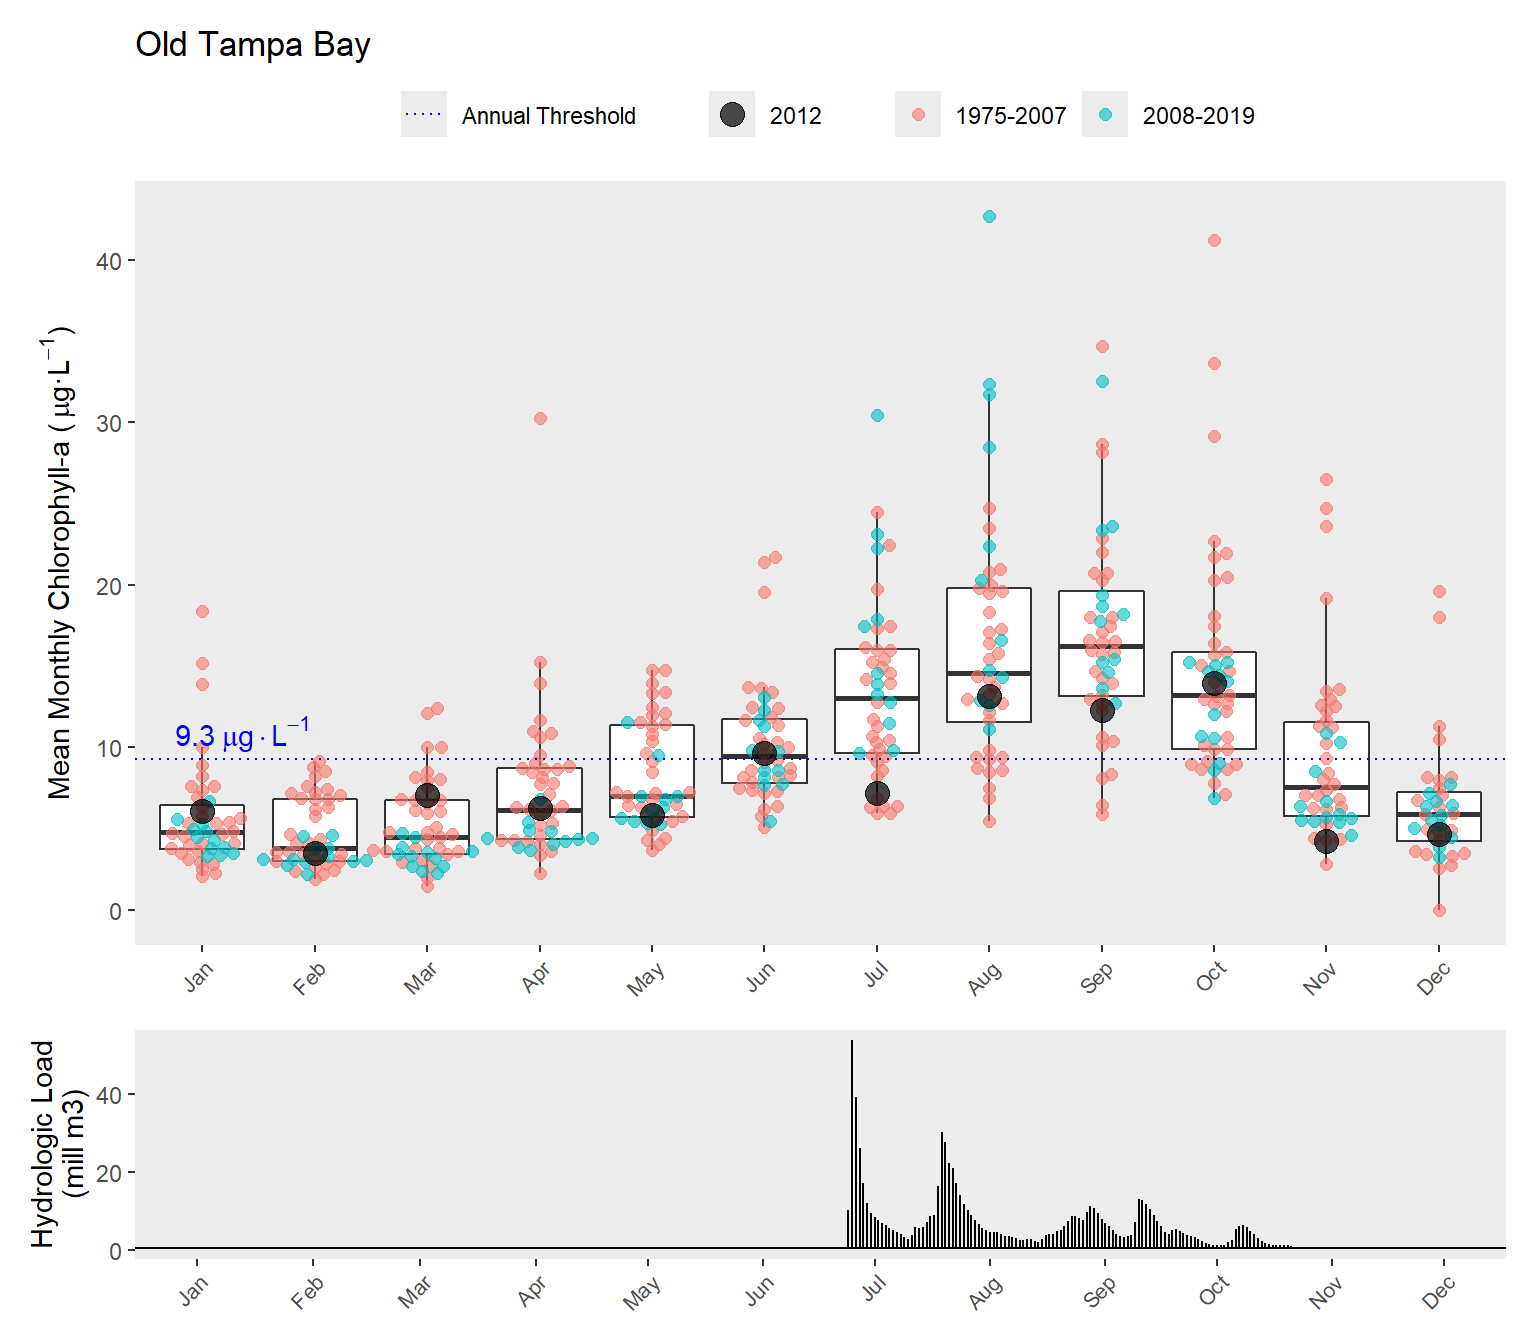 Old Tampa Bay
Annual Threshold 2012 1975-2007 2008-2019
Mean Monthly Chlorophyll-a ( μg·L⁻¹)
40
30
20
10
0
9.3 μg·L⁻¹
Jan Feb Mar Apr May Jun Jul Aug Sep Oct Nov Dec
Hydrologic Load
(mill m3)
40
20
0
Jan Feb Mar Apr May Jun Jul Aug Sep Oct Nov Dec